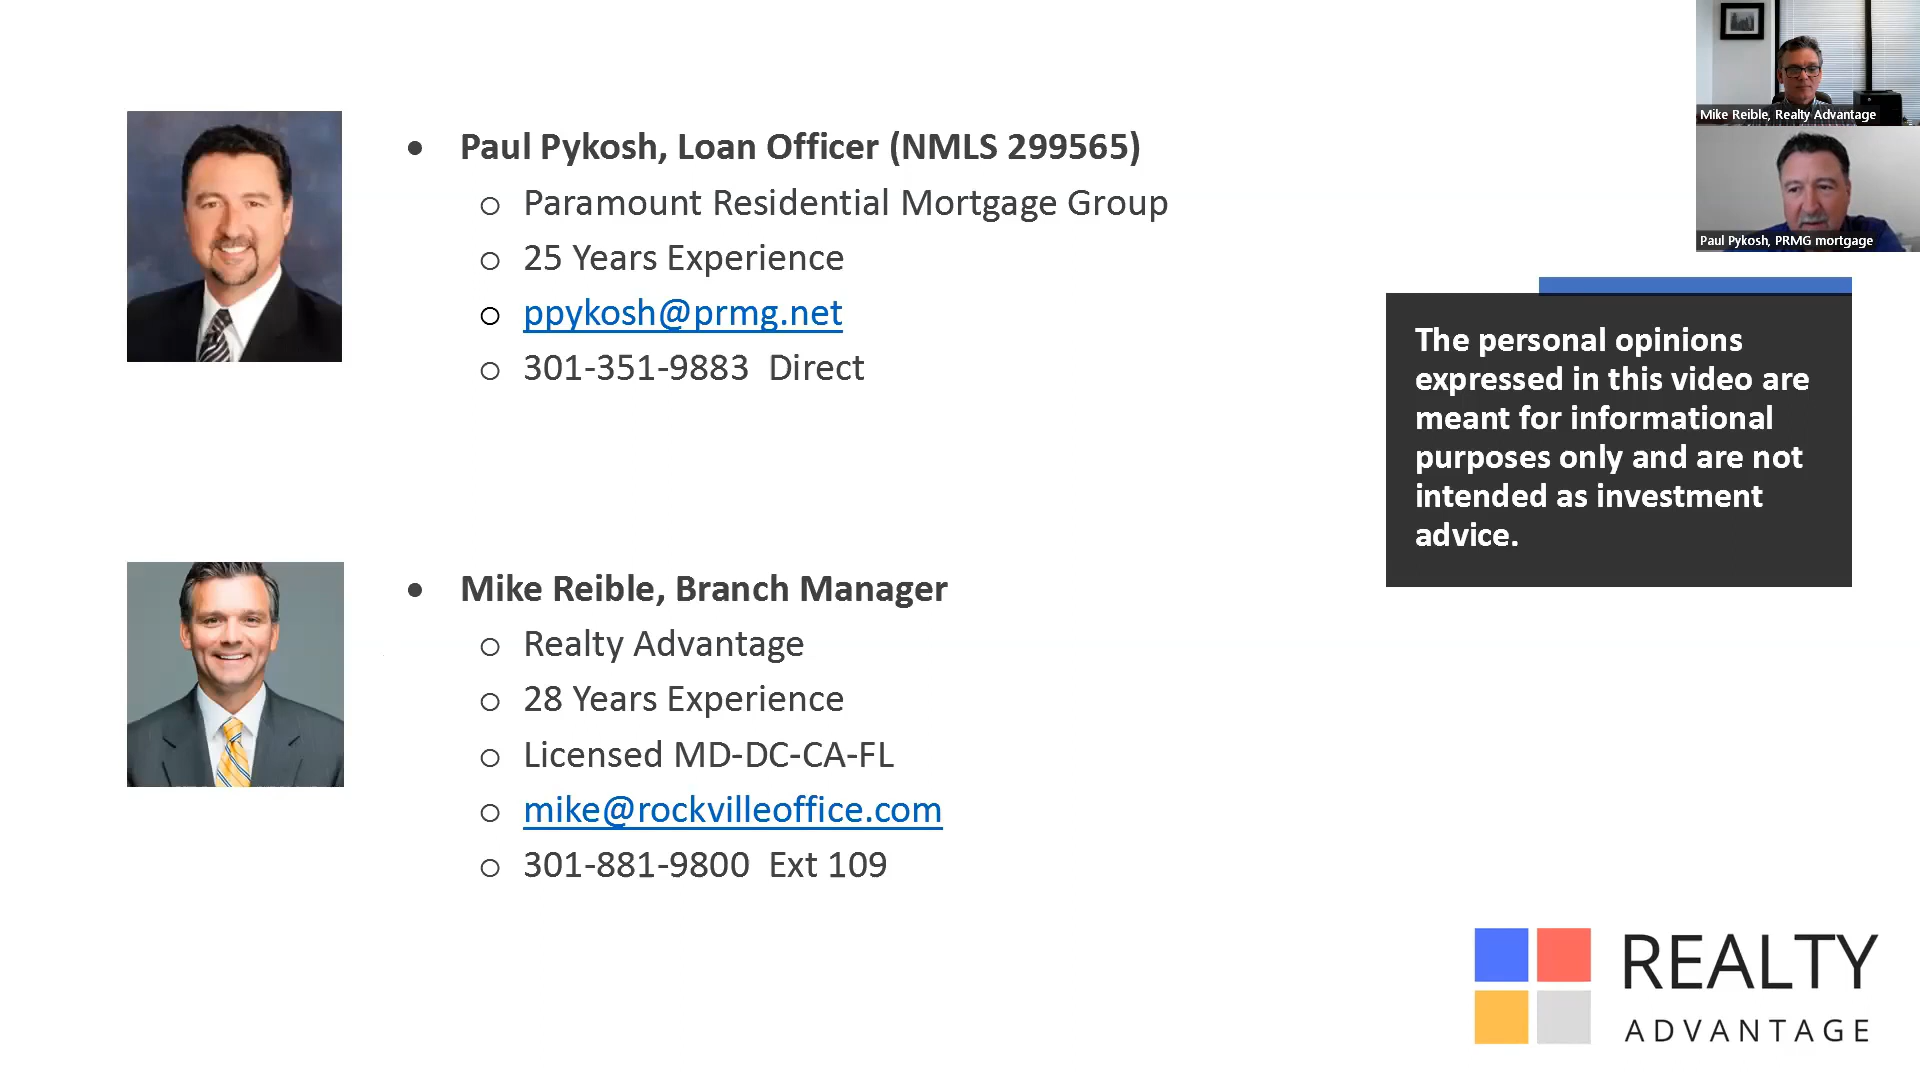 Mike Reible, Realty Advantage
Paul Pykosh, PRMG mortgage
Paul Pykosh, Loan Officer (NMLS 299565)
Paramount Residential Mortgage Group
25 Years Experience
ppykosh@prmg.net
301-351-9883  Direct
The personal opinions
expressed in this video are
meant for informational
purposes only and are not
intended as investment
advice.
Mike Reible, Branch Manager
Realty Advantage
28 Years Experience
Licensed MD-DC-CA-FL
mike@rockvilleoffice.com
301-881-9800  Ext 109
REALTY
ADVANTAGE